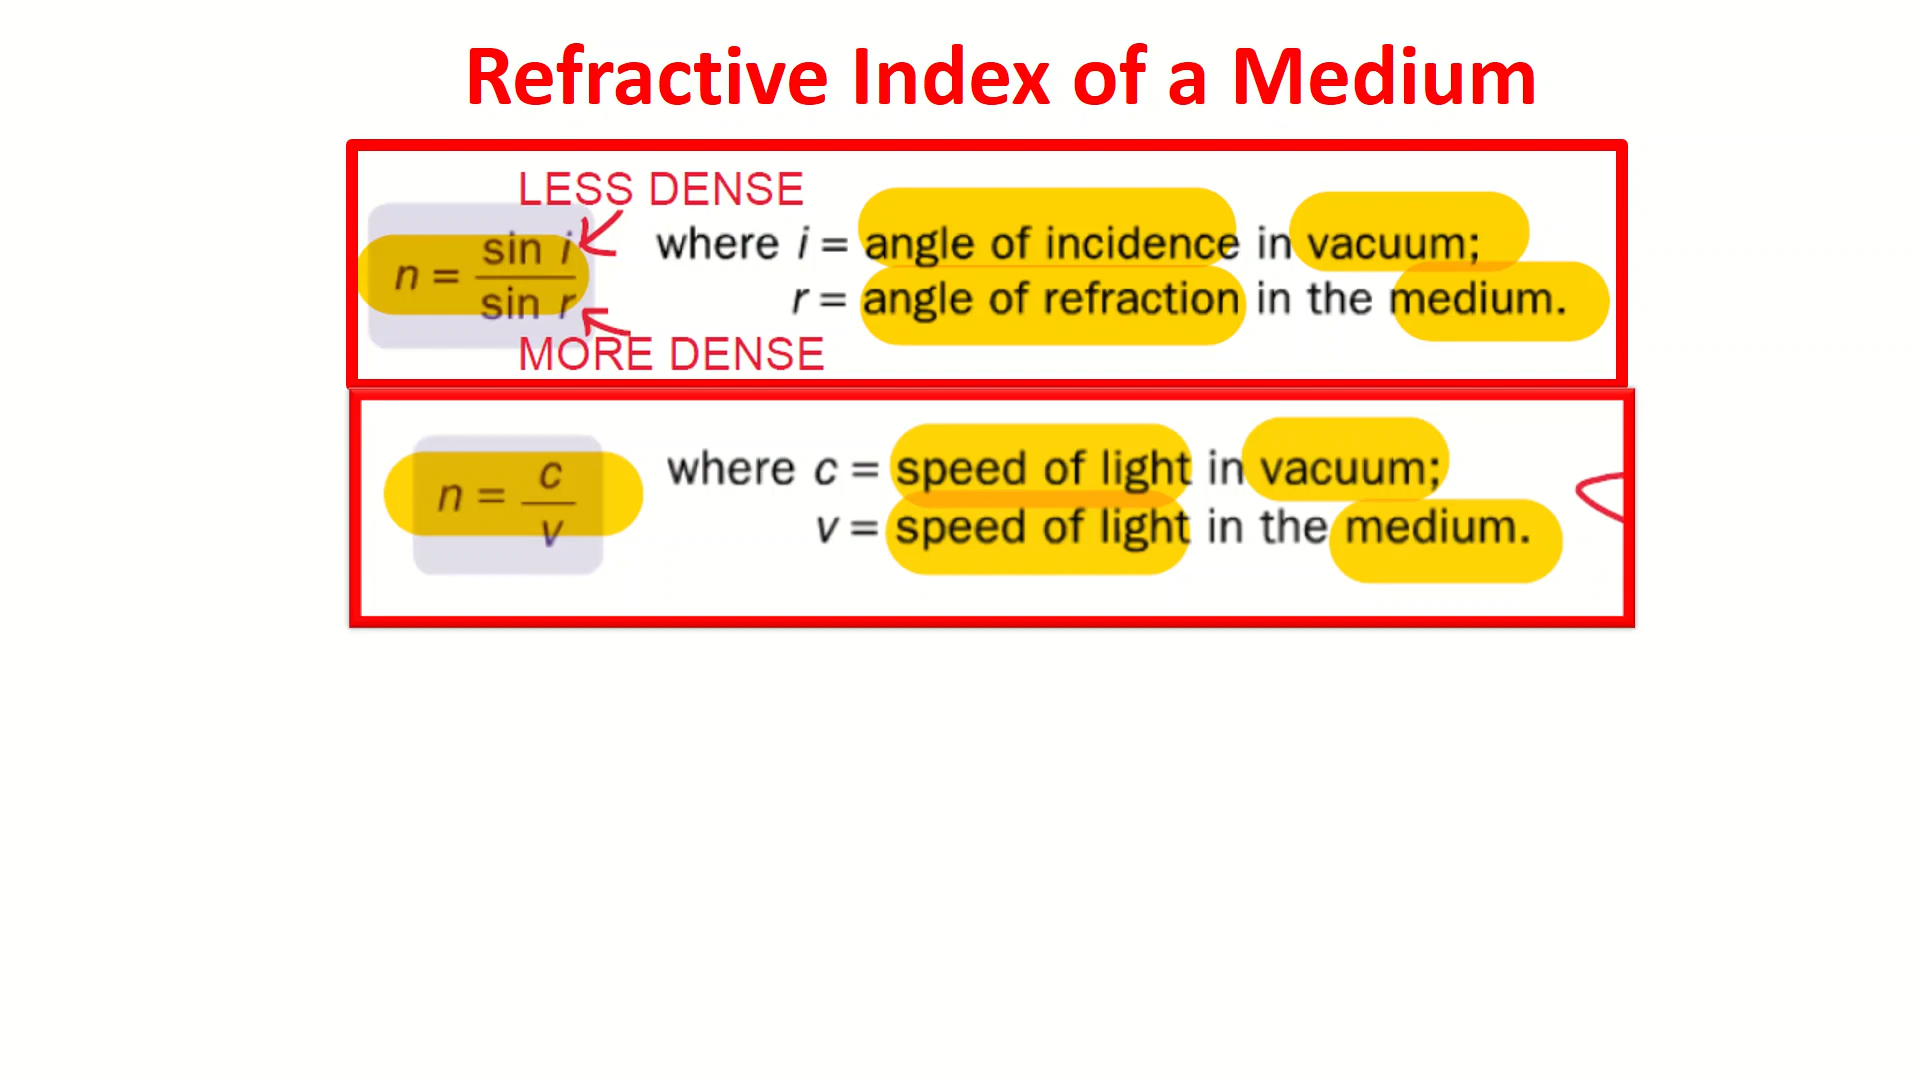 Refractive Index of a Medium
LESS DENSE
n = sin i / sin r
where i = angle of incidence in vacuum;
r = angle of refraction in the medium.
MORE DENSE
n = c / v
where c = speed of light in vacuum;
v = speed of light in the medium.